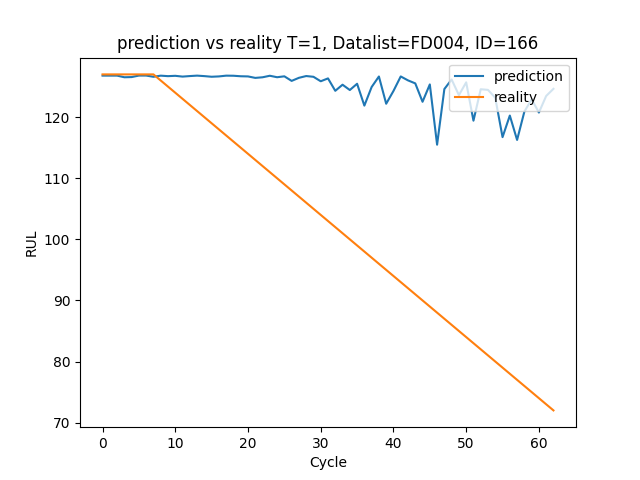 prediction vs reality T=1, Datalist=FD004, ID=166
prediction
reality
120
110
100
90
80
70
RUL
0 10 20 30 40 50 60
Cycle